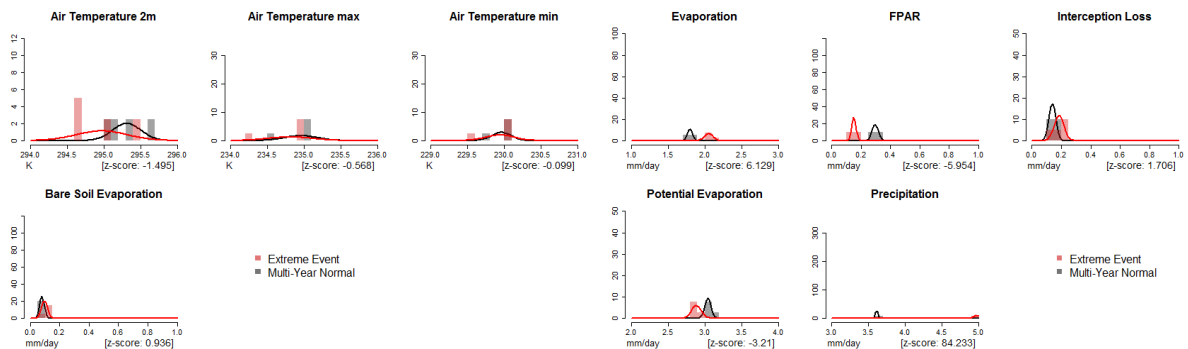 Air Temperature 2m
12
10
8
6
4
2
0
294.0 294.5 295.0 295.5 296.0
K [z-score: -1.495]
Air Temperature max
30
20
10
0
234.0 234.5 235.0 235.5 236.0
K [z-score: -0.568]
Air Temperature min
30
20
10
0
229.0 229.5 230.0 230.5 231.0
K [z-score: -0.099]
Evaporation
100
80
60
40
20
0
1.0 1.5 2.0 2.5 3.0
mm/day [z-score: 6.129]
FPAR
100
80
60
40
20
0
0.0 0.2 0.4 0.6 0.8 1.0
[z-score: -5.954]
Interception Loss
50
40
30
20
10
0
0.0 0.2 0.4 0.6 0.8 1.0
mm/day [z-score: 1.706]
Bare Soil Evaporation
100
80
60
40
20
0
0.0 0.2 0.4 0.6 0.8 1.0
mm/day [z-score: 0.936]
Extreme Event
Multi-Year Normal
Potential Evaporation
50
40
30
20
10
0
2.0 2.5 3.0 3.5 4.0
mm/day [z-score: -3.21]
Precipitation
300
200
100
0
3.0 3.5 4.0 4.5 5.0
mm/day [z-score: 84.233]
Extreme Event
Multi-Year Normal